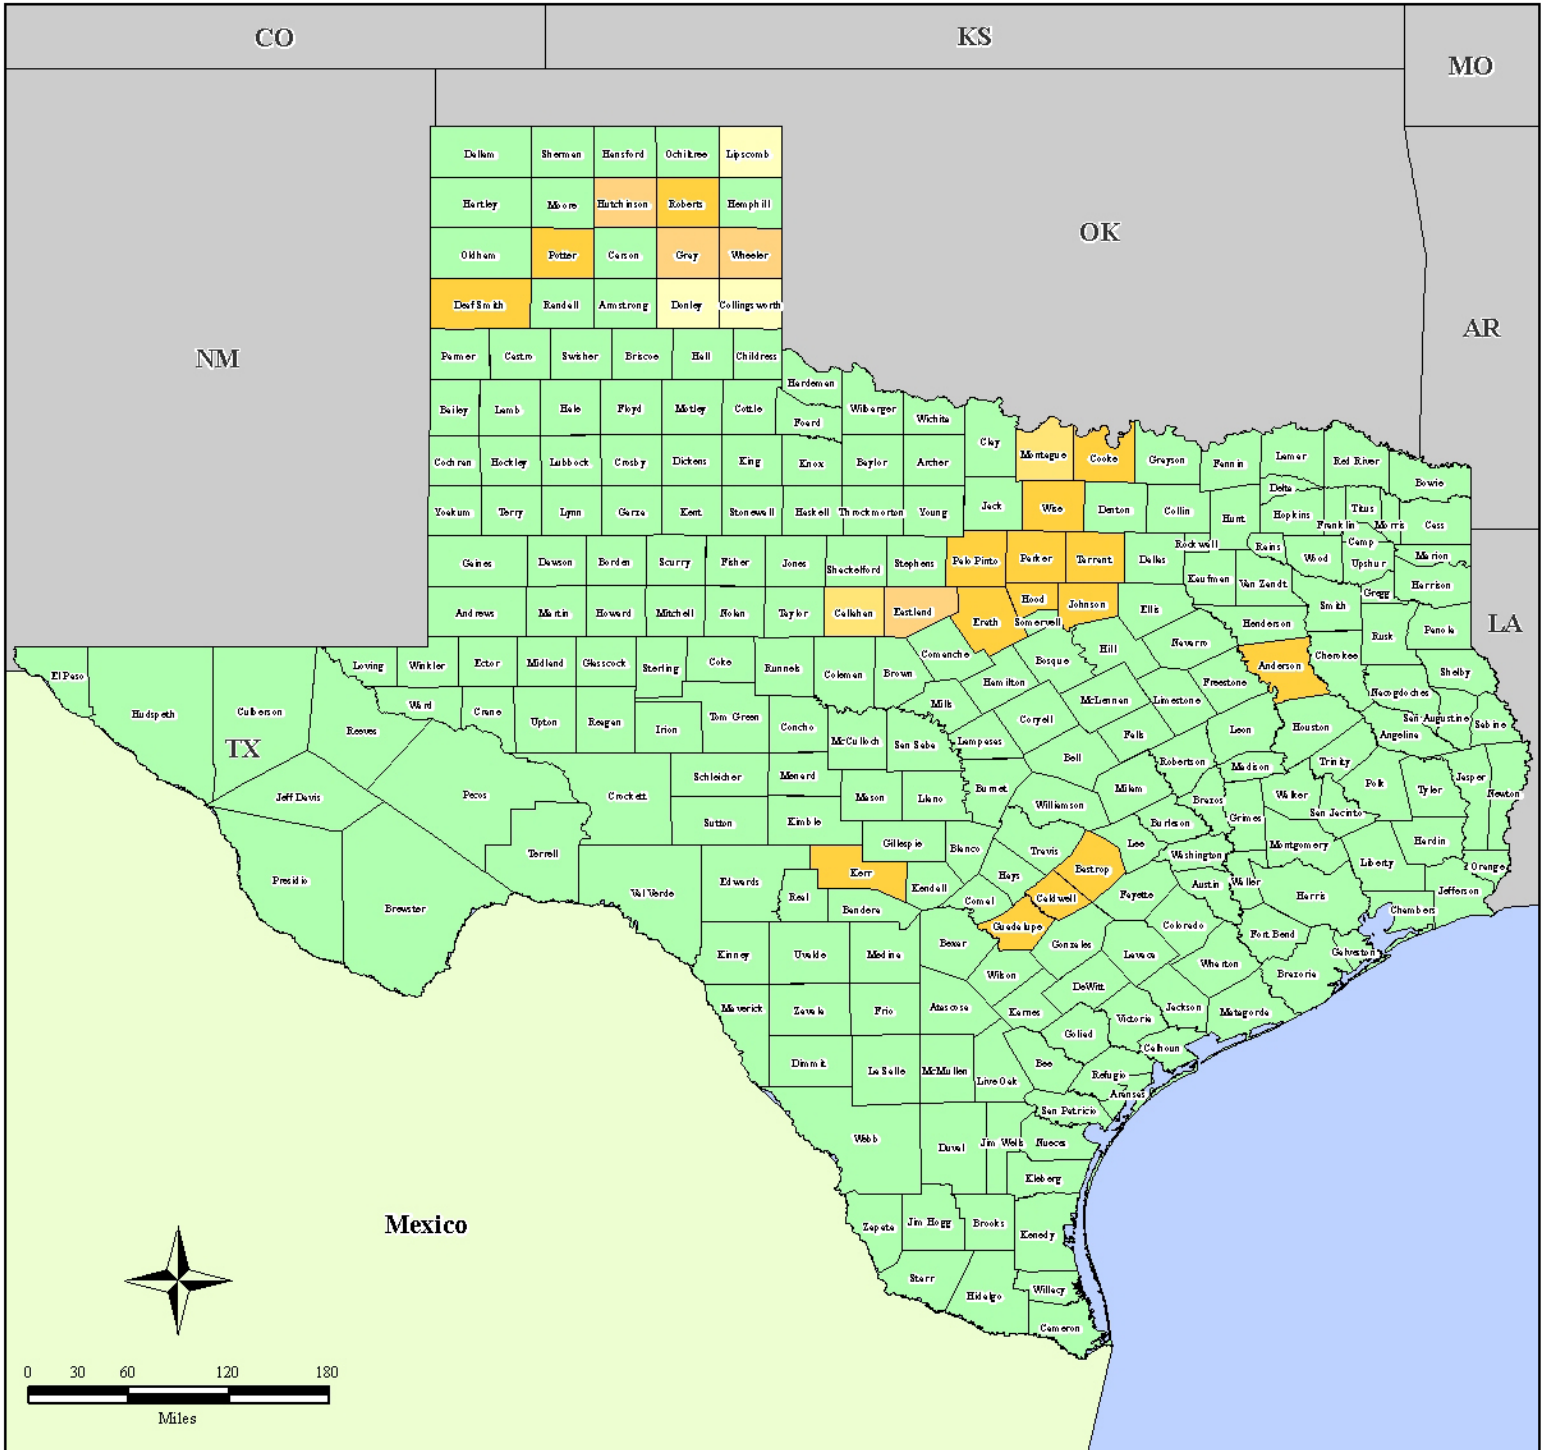 CO
KS
MO
NM
OK
AR
LA
TX
Dallam
Sherman
Hansford
Ochiltree
Lipscomb
Hartley
Moore
Hutchinson
Roberts
Hemphill
Oldham
Potter
Carson
Gray
Wheeler
Deaf Smith
Randall
Armstrong
Donley
Collingsworth
Parmer
Castro
Swisher
Briscoe
Hall
Childress
Hardeman
Bailey
Lamb
Hale
Floyd
Motley
Cottle
Foard
Wilbarger
Wichita
Clay
Montague
Cooke
Grayson
Fannin
Lamar
Red River
Bowie
Cochran
Hockley
Lubbock
Crosby
Dickens
King
Knox
Baylor
Archer
Delta
Yoakum
Terry
Lynn
Garza
Kent
Stonewall
Haskell
Throckmorton
Young
Jack
Wise
Denton
Collin
Hunt
Hopkins
Franklin
Titus
Morris
Cass
Gaines
Dawson
Borden
Scurry
Fisher
Jones
Shackelford
Stephens
Palo Pinto
Parker
Tarrant
Dallas
Rockwall
Rains
Wood
Camp
Upshur
Marion
Kaufman
Van Zandt
Harrison
Gregg
Smith
Andrews
Martin
Howard
Mitchell
Nolan
Taylor
Callahan
Eastland
Erath
Hood
Somervell
Johnson
Ellis
Henderson
Rusk
Panola
El Paso
Hudspeth
Culberson
Reeves
Loving
Winkler
Ector
Midland
Glasscock
Sterling
Coke
Runnels
Coleman
Brown
Comanche
Bosque
Hill
Navarro
Anderson
Cherokee
Shelby
Ward
Crane
Upton
Reagan
Irion
Tom Green
Concho
McCulloch
San Saba
Mills
Hamilton
Coryell
McLennan
Limestone
Freestone
Nacogdoches
San Augustine
Sabine
Lampasas
Bell
Falls
Leon
Houston
Angelina
Jeff Davis
Pecos
Crockett
Schleicher
Menard
Mason
Llano
Burnet
Williamson
Milam
Robertson
Madison
Trinity
Polk
Tyler
Jasper
Newton
Sutton
Kimble
Brazos
Grimes
Walker
San Jacinto
Terrell
Gillespie
Blanco
Travis
Lee
Burleson
Washington
Montgomery
Liberty
Hardin
Orange
Presidio
Brewster
Val Verde
Edwards
Kerr
Real
Bandera
Kendall
Hays
Comal
Bastrop
Caldwell
Guadalupe
Fayette
Austin
Waller
Harris
Jefferson
Chambers
Kinney
Uvalde
Medina
Bexar
Wilson
Gonzales
Lavaca
Colorado
Wharton
Fort Bend
Galveston
Brazoria
Maverick
Zavala
Frio
Atascosa
Karnes
DeWitt
Victoria
Jackson
Matagorda
Dimmit
La Salle
McMullen
Live Oak
Bee
Goliad
Calhoun
Refugio
Aransas
San Patricio
Webb
Duval
Jim Wells
Nueces
Kleberg
Zapata
Jim Hogg
Brooks
Kenedy
Starr
Hidalgo
Willacy
Cameron
Mexico
0 30 60 120 180
Miles